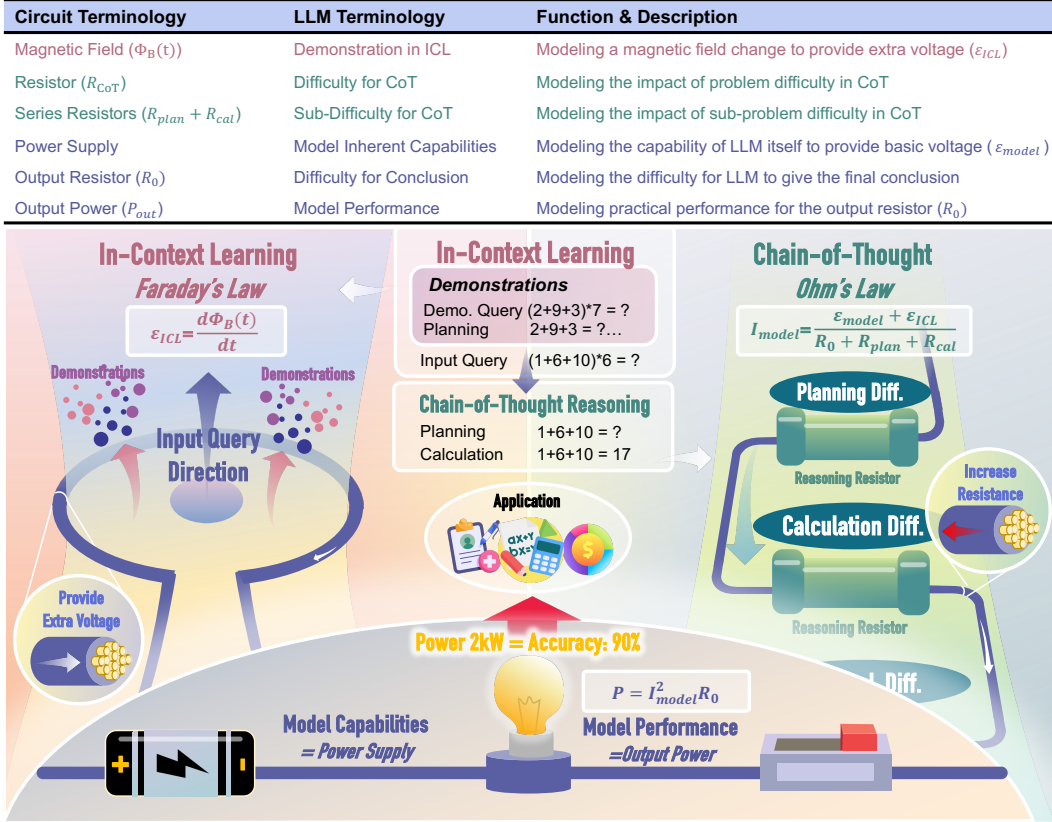 Circuit Terminology LLM Terminology Function & Description
Magnetic Field (Φ_B(t)) Demonstration in ICL Modeling a magnetic field change to provide extra voltage (ε_ICL)
Resistor (R_CoT) Difficulty for CoT Modeling the impact of problem difficulty in CoT
Series Resistors (R_plan + R_cal) Sub-Difficulty for CoT Modeling the impact of sub-problem difficulty in CoT
Power Supply Model Inherent Capabilities Modeling the capability of LLM itself to provide basic voltage (ε_model)
Output Resistor (R_0) Difficulty for Conclusion Modeling the difficulty for LLM to give the final conclusion
Output Power (P_out) Model Performance Modeling practical performance for the output resistor (R_0)
In-Context Learning
Faraday's Law
ε_ICL = dΦ_B(t) / dt
Demonstrations
Demonstrations
Input Query
Direction
Provide
Extra Voltage
In-Context Learning
Demonstrations
Demo. Query (2+9+3)*7 = ?
Planning 2+9+3 = ?...
Input Query (1+6+10)*6 = ?
Chain-of-Thought Reasoning
Planning 1+6+10 = ?
Calculation 1+6+10 = 17
Application
ax+y
bx=
$
Chain-of-Thought
Ohm's Law
I_model = (ε_model + ε_ICL) / (R_0 + R_plan + R_cal)
Planning Diff.
Reasoning Resistor
Increase
Resistance
Calculation Diff.
Reasoning Resistor
Diff.
Power 2kW = Accuracy: 90%
P = I²_model R_0
Model Capabilities
= Power Supply
Model Performance
=Output Power
+ -